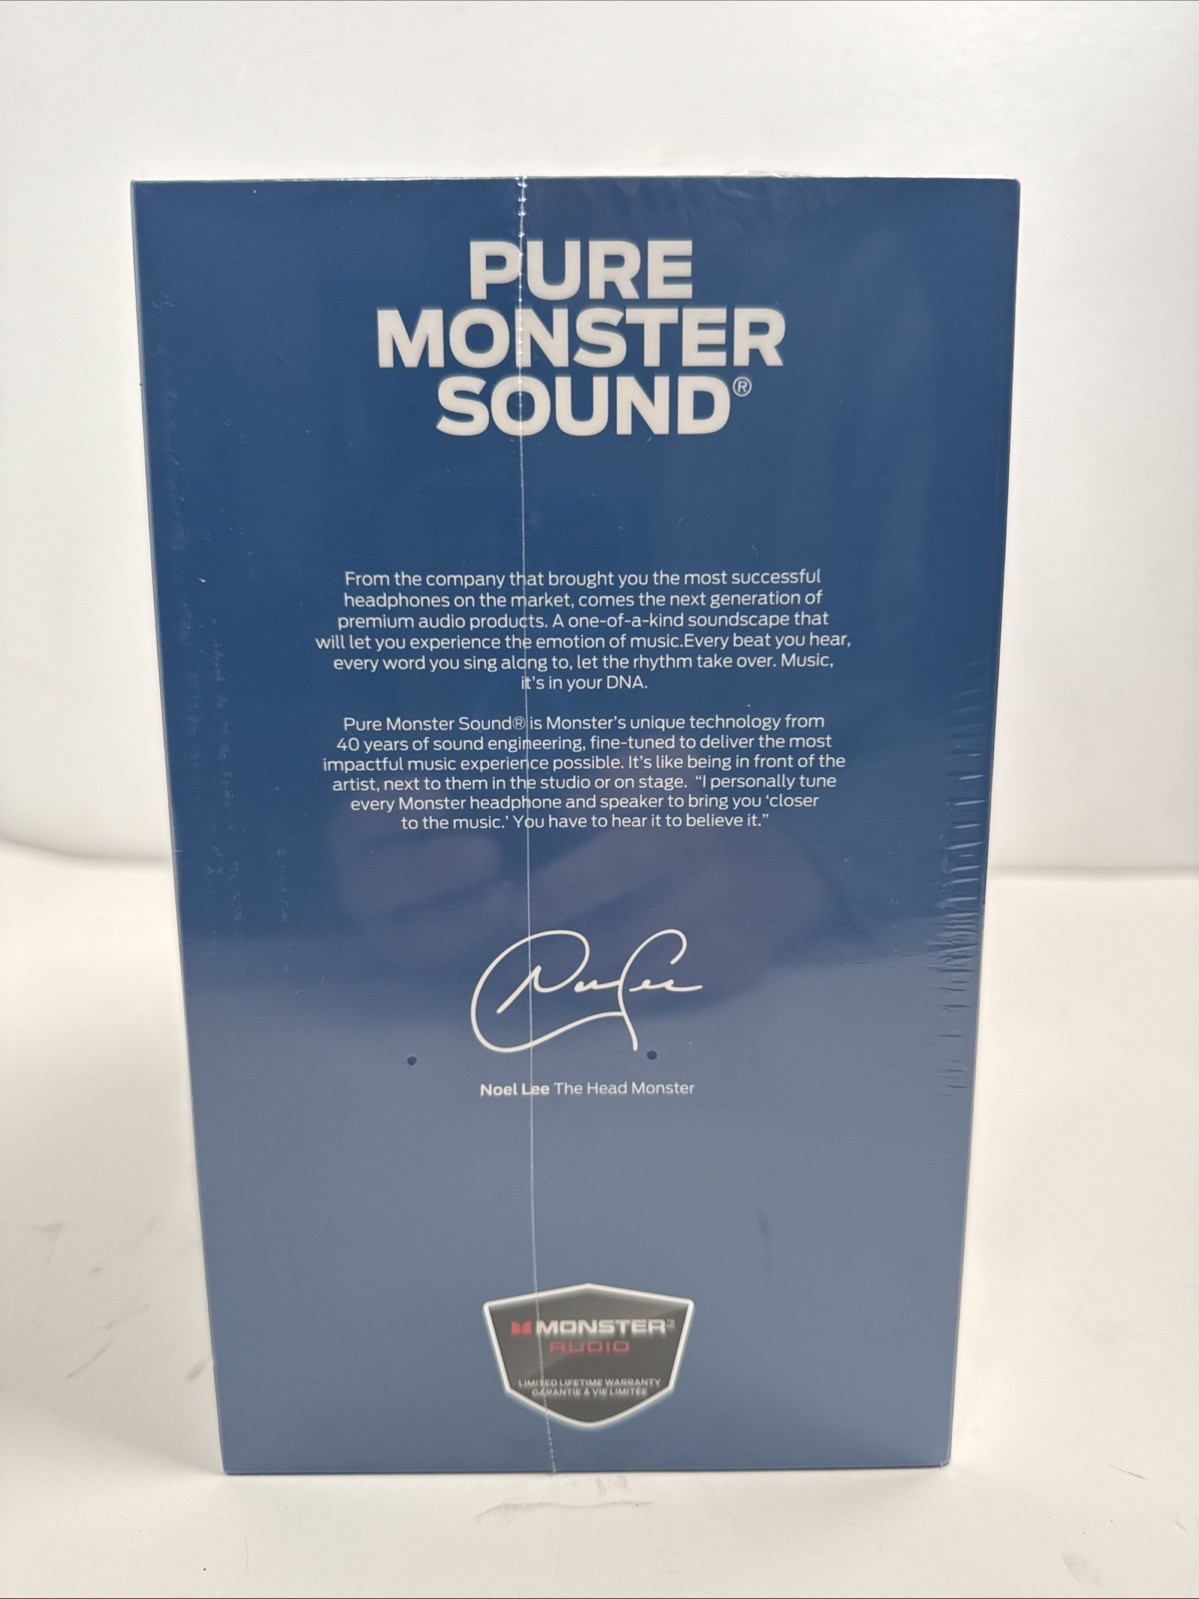 PURE
MONSTER
SOUND®
From the company that brought you the most successful
headphones on the market, comes the next generation of
premium audio products. A one-of-a-kind soundscape that
will let you experience the emotion of music.Every beat you hear,
every word you sing along to, let the rhythm take over. Music,
it's in your DNA.
Pure Monster Sound® is Monster's unique technology from
40 years of sound engineering, fine-tuned to deliver the most
impactful music experience possible. It's like being in front of the
artist, next to them in the studio or on stage. "I personally tune
every Monster headphone and speaker to bring you 'closer
to the music.' You have to hear it to believe it."
Noel Lee
Noel Lee The Head Monster
MONSTER™
AUDIO
LIMITED LIFETIME WARRANTY
GARANTIE À VIE LIMITÉE